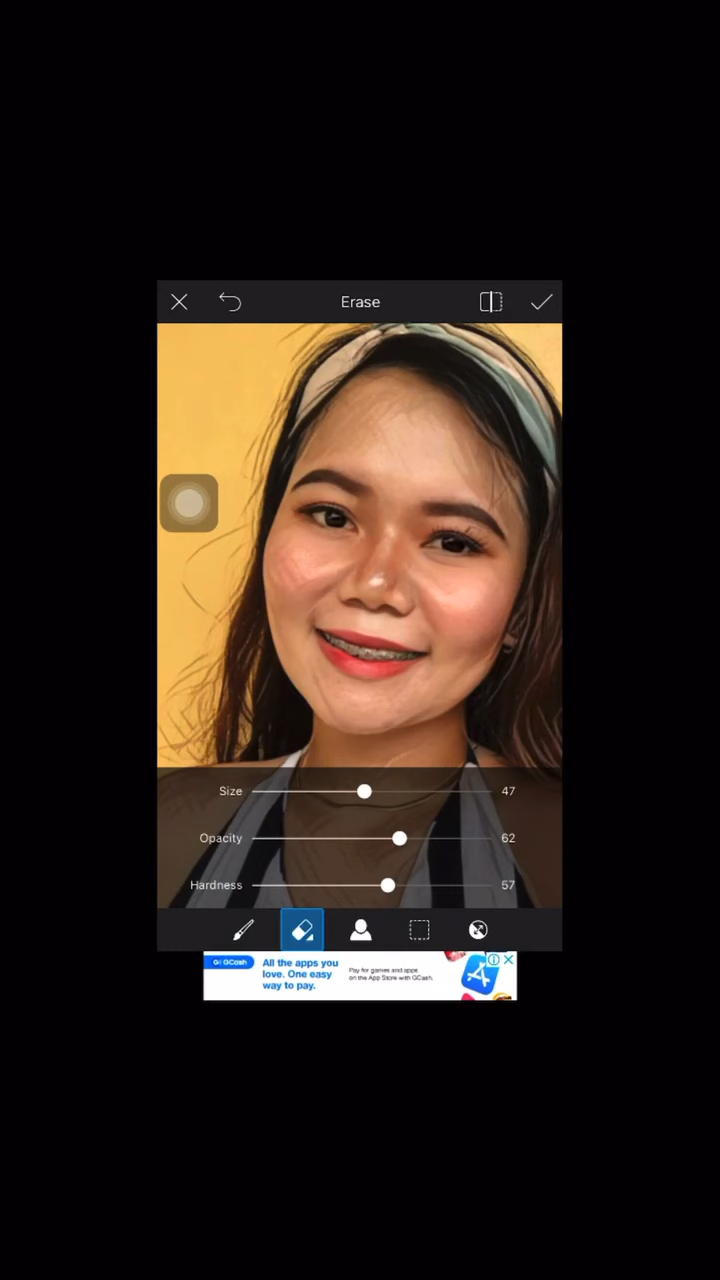 Erase
Size 47
Opacity 62
Hardness 57
GCash
All the apps you
love. One easy
way to pay.
Pay for games and apps
on the App Store with GCash.